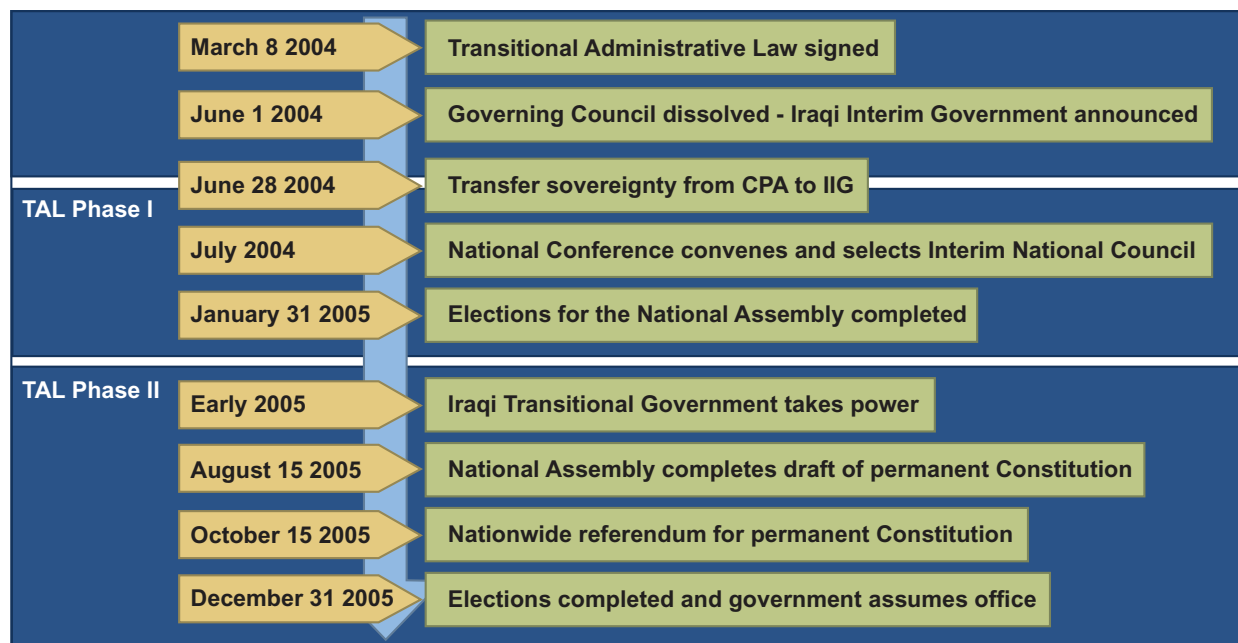 March 8 2004
Transitional Administrative Law signed
June 1 2004
Governing Council dissolved - Iraqi Interim Government announced
June 28 2004
Transfer sovereignty from CPA to IIG
TAL Phase I
July 2004
National Conference convenes and selects Interim National Council
January 31 2005
Elections for the National Assembly completed
TAL Phase II
Early 2005
Iraqi Transitional Government takes power
August 15 2005
National Assembly completes draft of permanent Constitution
October 15 2005
Nationwide referendum for permanent Constitution
December 31 2005
Elections completed and government assumes office